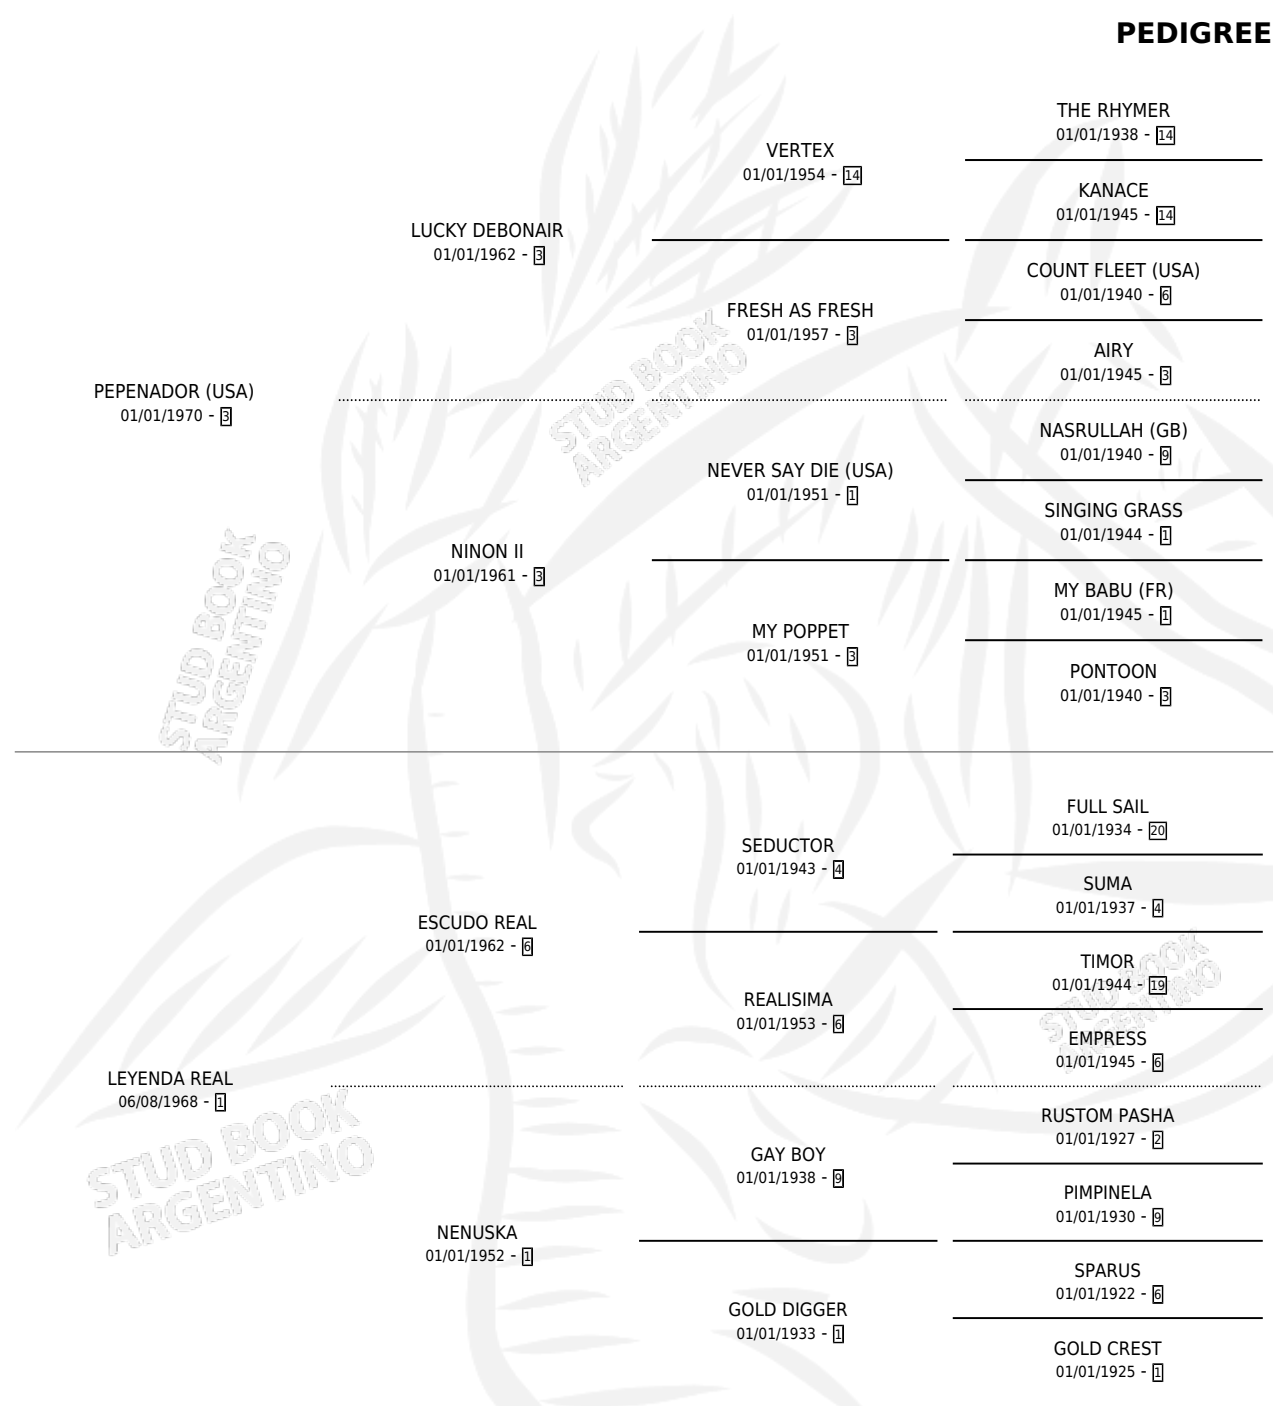 PEDIGREE
THE RHYMER
01/01/1938 - 14
VERTEX
01/01/1954 - 14
KANACE
01/01/1945 - 14
LUCKY DEBONAIR
01/01/1962 - 3
COUNT FLEET (USA)
01/01/1940 - 6
FRESH AS FRESH
01/01/1957 - 3
AIRY
01/01/1945 - 3
STUD BOOK
ARGENTINO
PEPENADOR (USA)
01/01/1970 - 3
NASRULLAH (GB)
01/01/1940 - 9
NEVER SAY DIE (USA)
01/01/1951 - 1
SINGING GRASS
01/01/1944 - 1
NINON II
01/01/1961 - 3
MY BABU (FR)
01/01/1945 - 1
MY POPPET
01/01/1951 - 3
PONTOON
01/01/1940 - 3
STUD BOOK
ARGENTINO
FULL SAIL
01/01/1934 - 20
SEDUCTOR
01/01/1943 - 4
SUMA
01/01/1937 - 4
ESCUDO REAL
01/01/1962 - 6
TIMOR
01/01/1944 - 19
REALISIMA
01/01/1953 - 6
EMPRESS
01/01/1945 - 6
STUD BOOK
ARGENTINO
LEYENDA REAL
06/08/1968 - 1
RUSTOM PASHA
01/01/1927 - 2
GAY BOY
01/01/1938 - 9
PIMPINELA
01/01/1930 - 9
STUD BOOK
ARGENTINO
NENUSKA
01/01/1952 - 1
SPARUS
01/01/1922 - 6
GOLD DIGGER
01/01/1933 - 1
GOLD CREST
01/01/1925 - 1